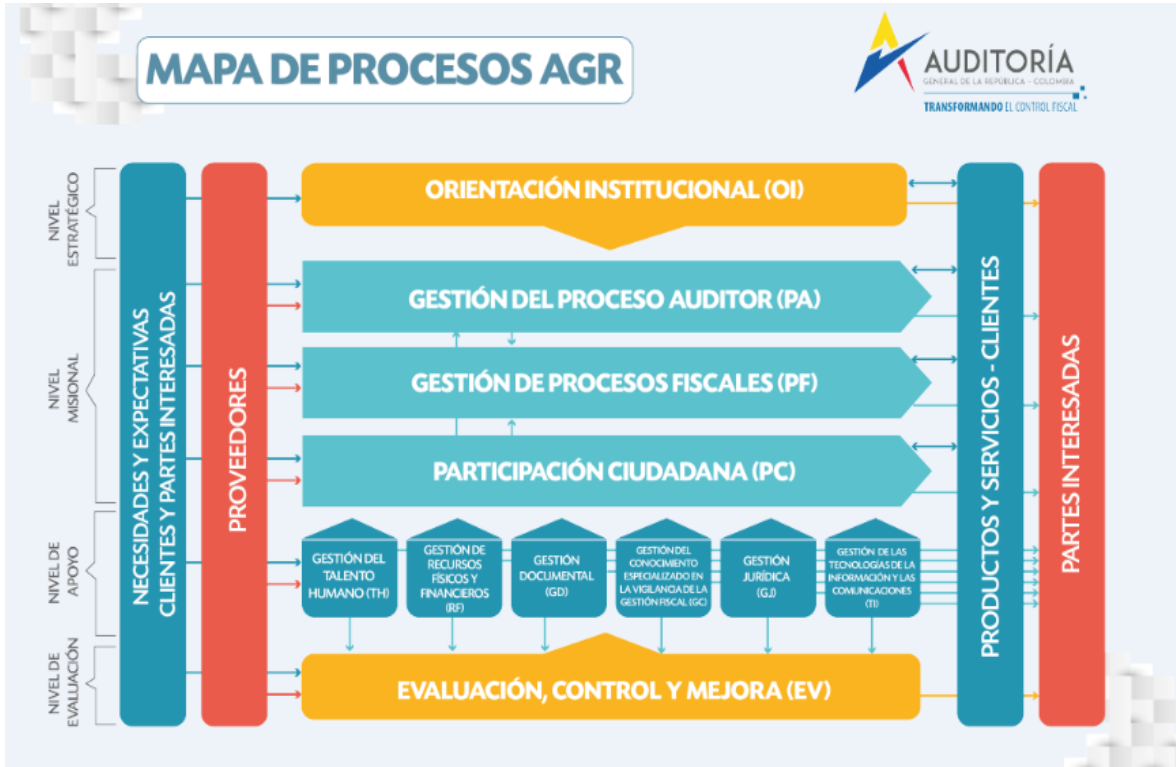 MAPA DE PROCESOS AGR
AUDITORÍA
GENERAL DE LA REPÚBLICA - COLOMBIA
TRANSFORMANDO EL CONTROL FISCAL
NIVEL
ESTRATÉGICO
NIVEL
MISIONAL
NIVEL DE
APOYO
NIVEL DE
EVALUACIÓN
NECESIDADES Y EXPECTATIVAS
CLIENTES Y PARTES INTERESADAS
PROVEEDORES
ORIENTACIÓN INSTITUCIONAL (OI)
GESTIÓN DEL PROCESO AUDITOR (PA)
GESTIÓN DE PROCESOS FISCALES (PF)
PARTICIPACIÓN CIUDADANA (PC)
GESTIÓN DEL
TALENTO
HUMANO (TH)
GESTIÓN DE
RECURSOS
FÍSICOS Y
FINANCIEROS
(RF)
GESTIÓN
DOCUMENTAL
(GD)
GESTIÓN DEL
CONOCIMIENTO
ESPECIALIZADO EN
LA VIGILANCIA DE LA
GESTIÓN FISCAL (GC)
GESTIÓN
JURÍDICA
(GJ)
GESTIÓN DE LAS
TECNOLOGÍAS DE LA
INFORMACIÓN Y LAS
COMUNICACIONES
(TI)
EVALUACIÓN, CONTROL Y MEJORA (EV)
PRODUCTOS Y SERVICIOS - CLIENTES
PARTES INTERESADAS